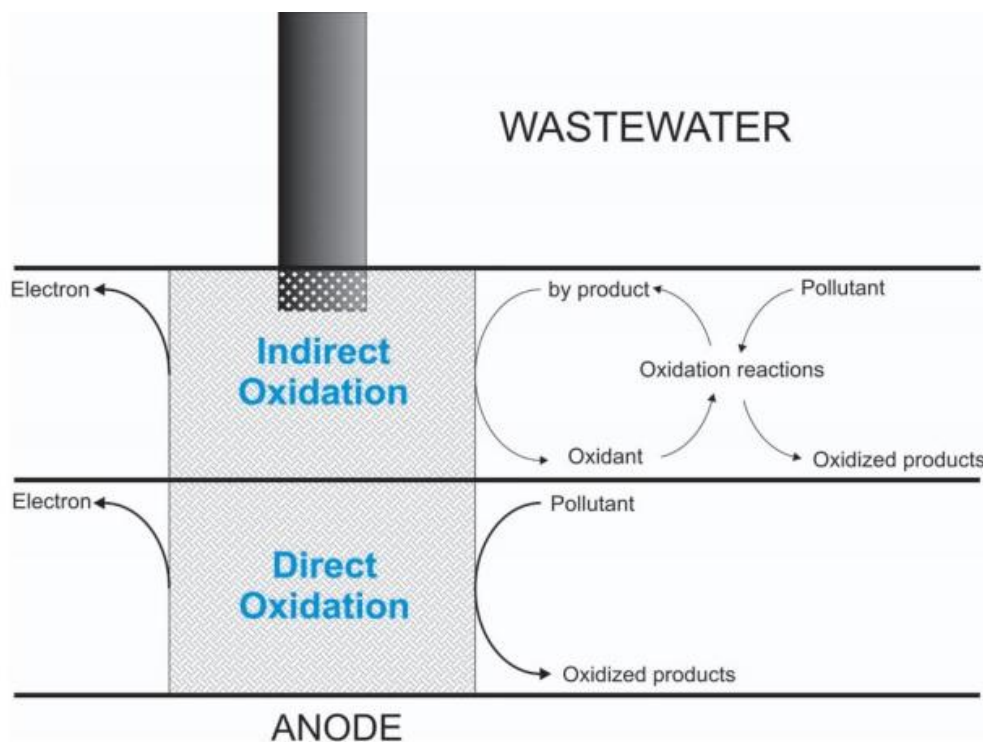 WASTEWATER
Electron
Indirect
Oxidation
by product
Pollutant
Oxidation reactions
Oxidant
Oxidized products
Electron
Direct
Oxidation
Pollutant
Oxidized products
ANODE